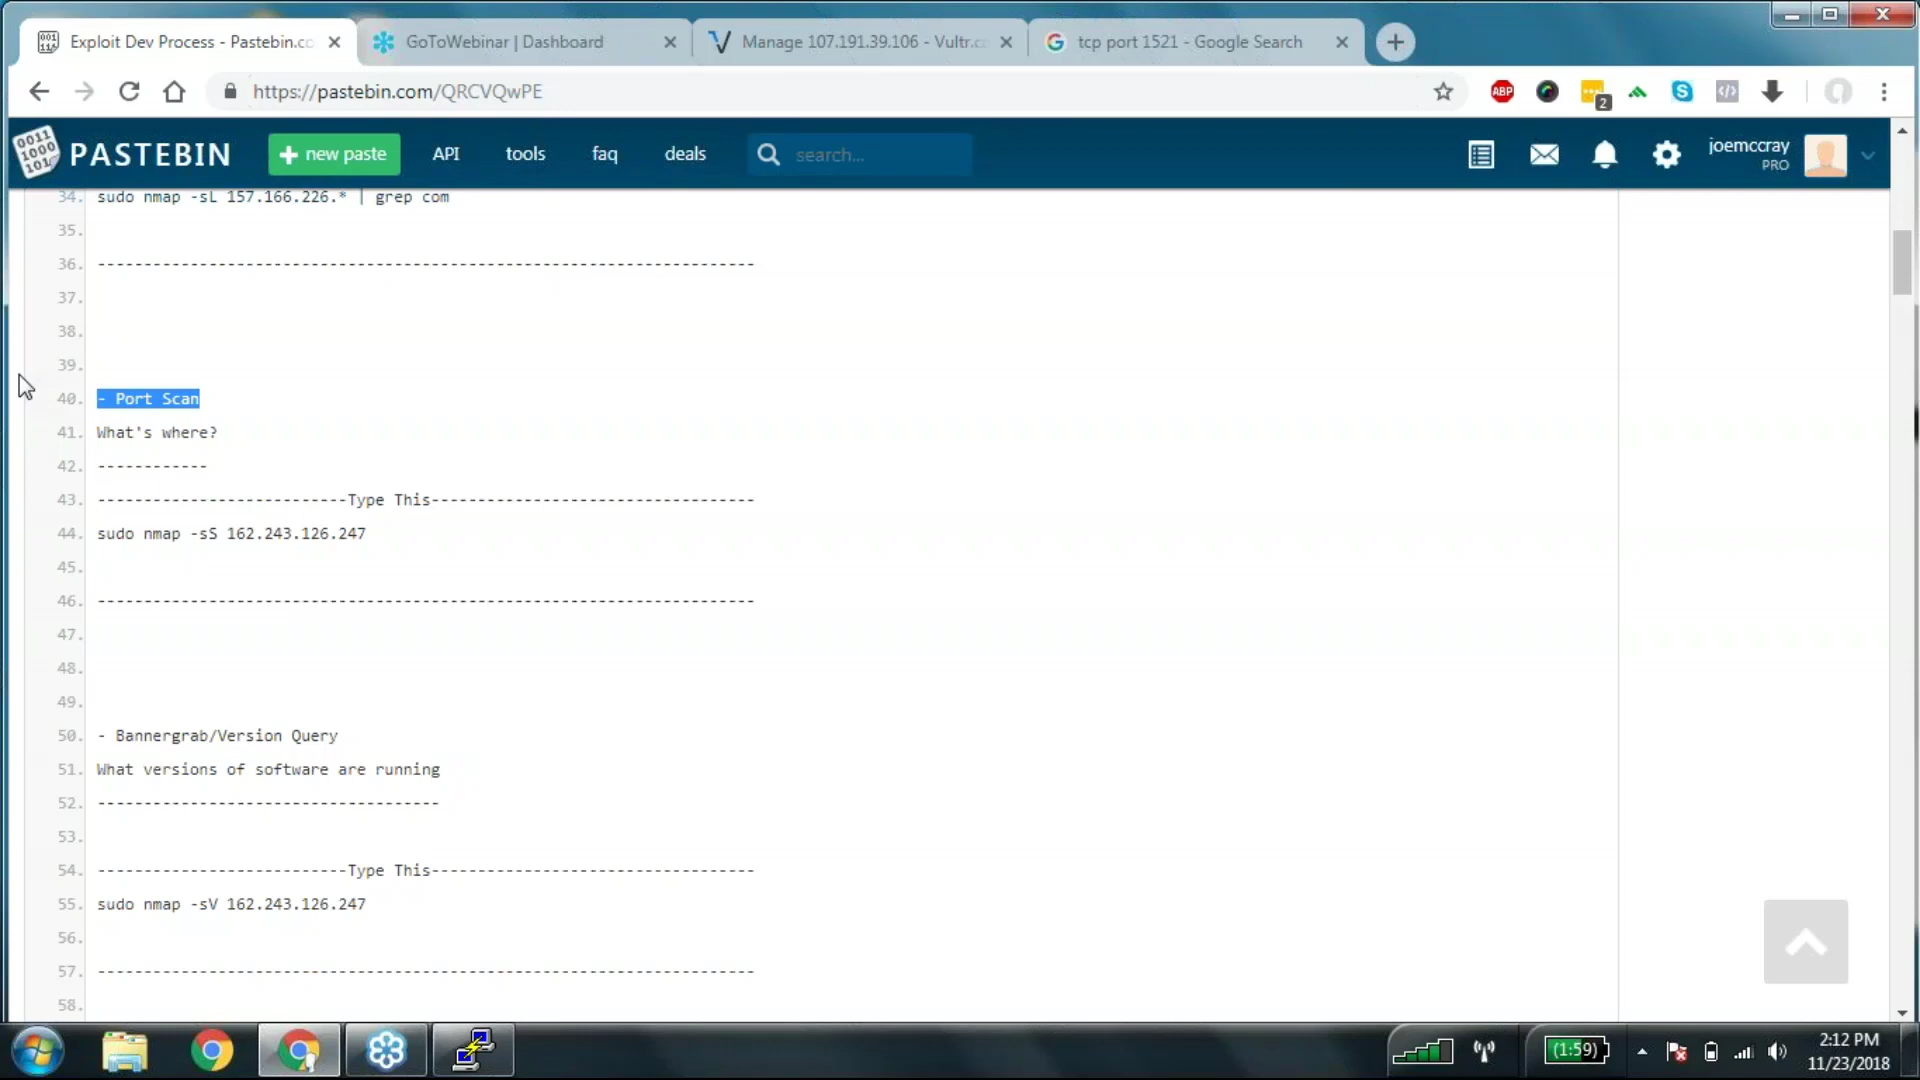 Exploit Dev Process - Pastebin.co
GoToWebinar | Dashboard
Manage 107.191.39.106 - Vultr.c
tcp port 1521 - Google Search
https://pastebin.com/QRCVQwPE
ABP
2
0011
1000
101
PASTEBIN
+ new paste
API
tools
faq
deals
search...
joemccray
PRO
34. sudo nmap -sL 157.166.226.* | grep com
35.
36. -----------------------------------------------------------------------
37.
38.
39.
40. - Port Scan
41. What's where?
42. ------------
43. ---------------------------Type This-----------------------------------
44. sudo nmap -sS 162.243.126.247
45.
46. -----------------------------------------------------------------------
47.
48.
49.
50. - Bannergrab/Version Query
51. What versions of software are running
52. -------------------------------------
53.
54. ---------------------------Type This-----------------------------------
55. sudo nmap -sV 162.243.126.247
56.
57. -----------------------------------------------------------------------
58.
(1:59)
2:12 PM
11/23/2018